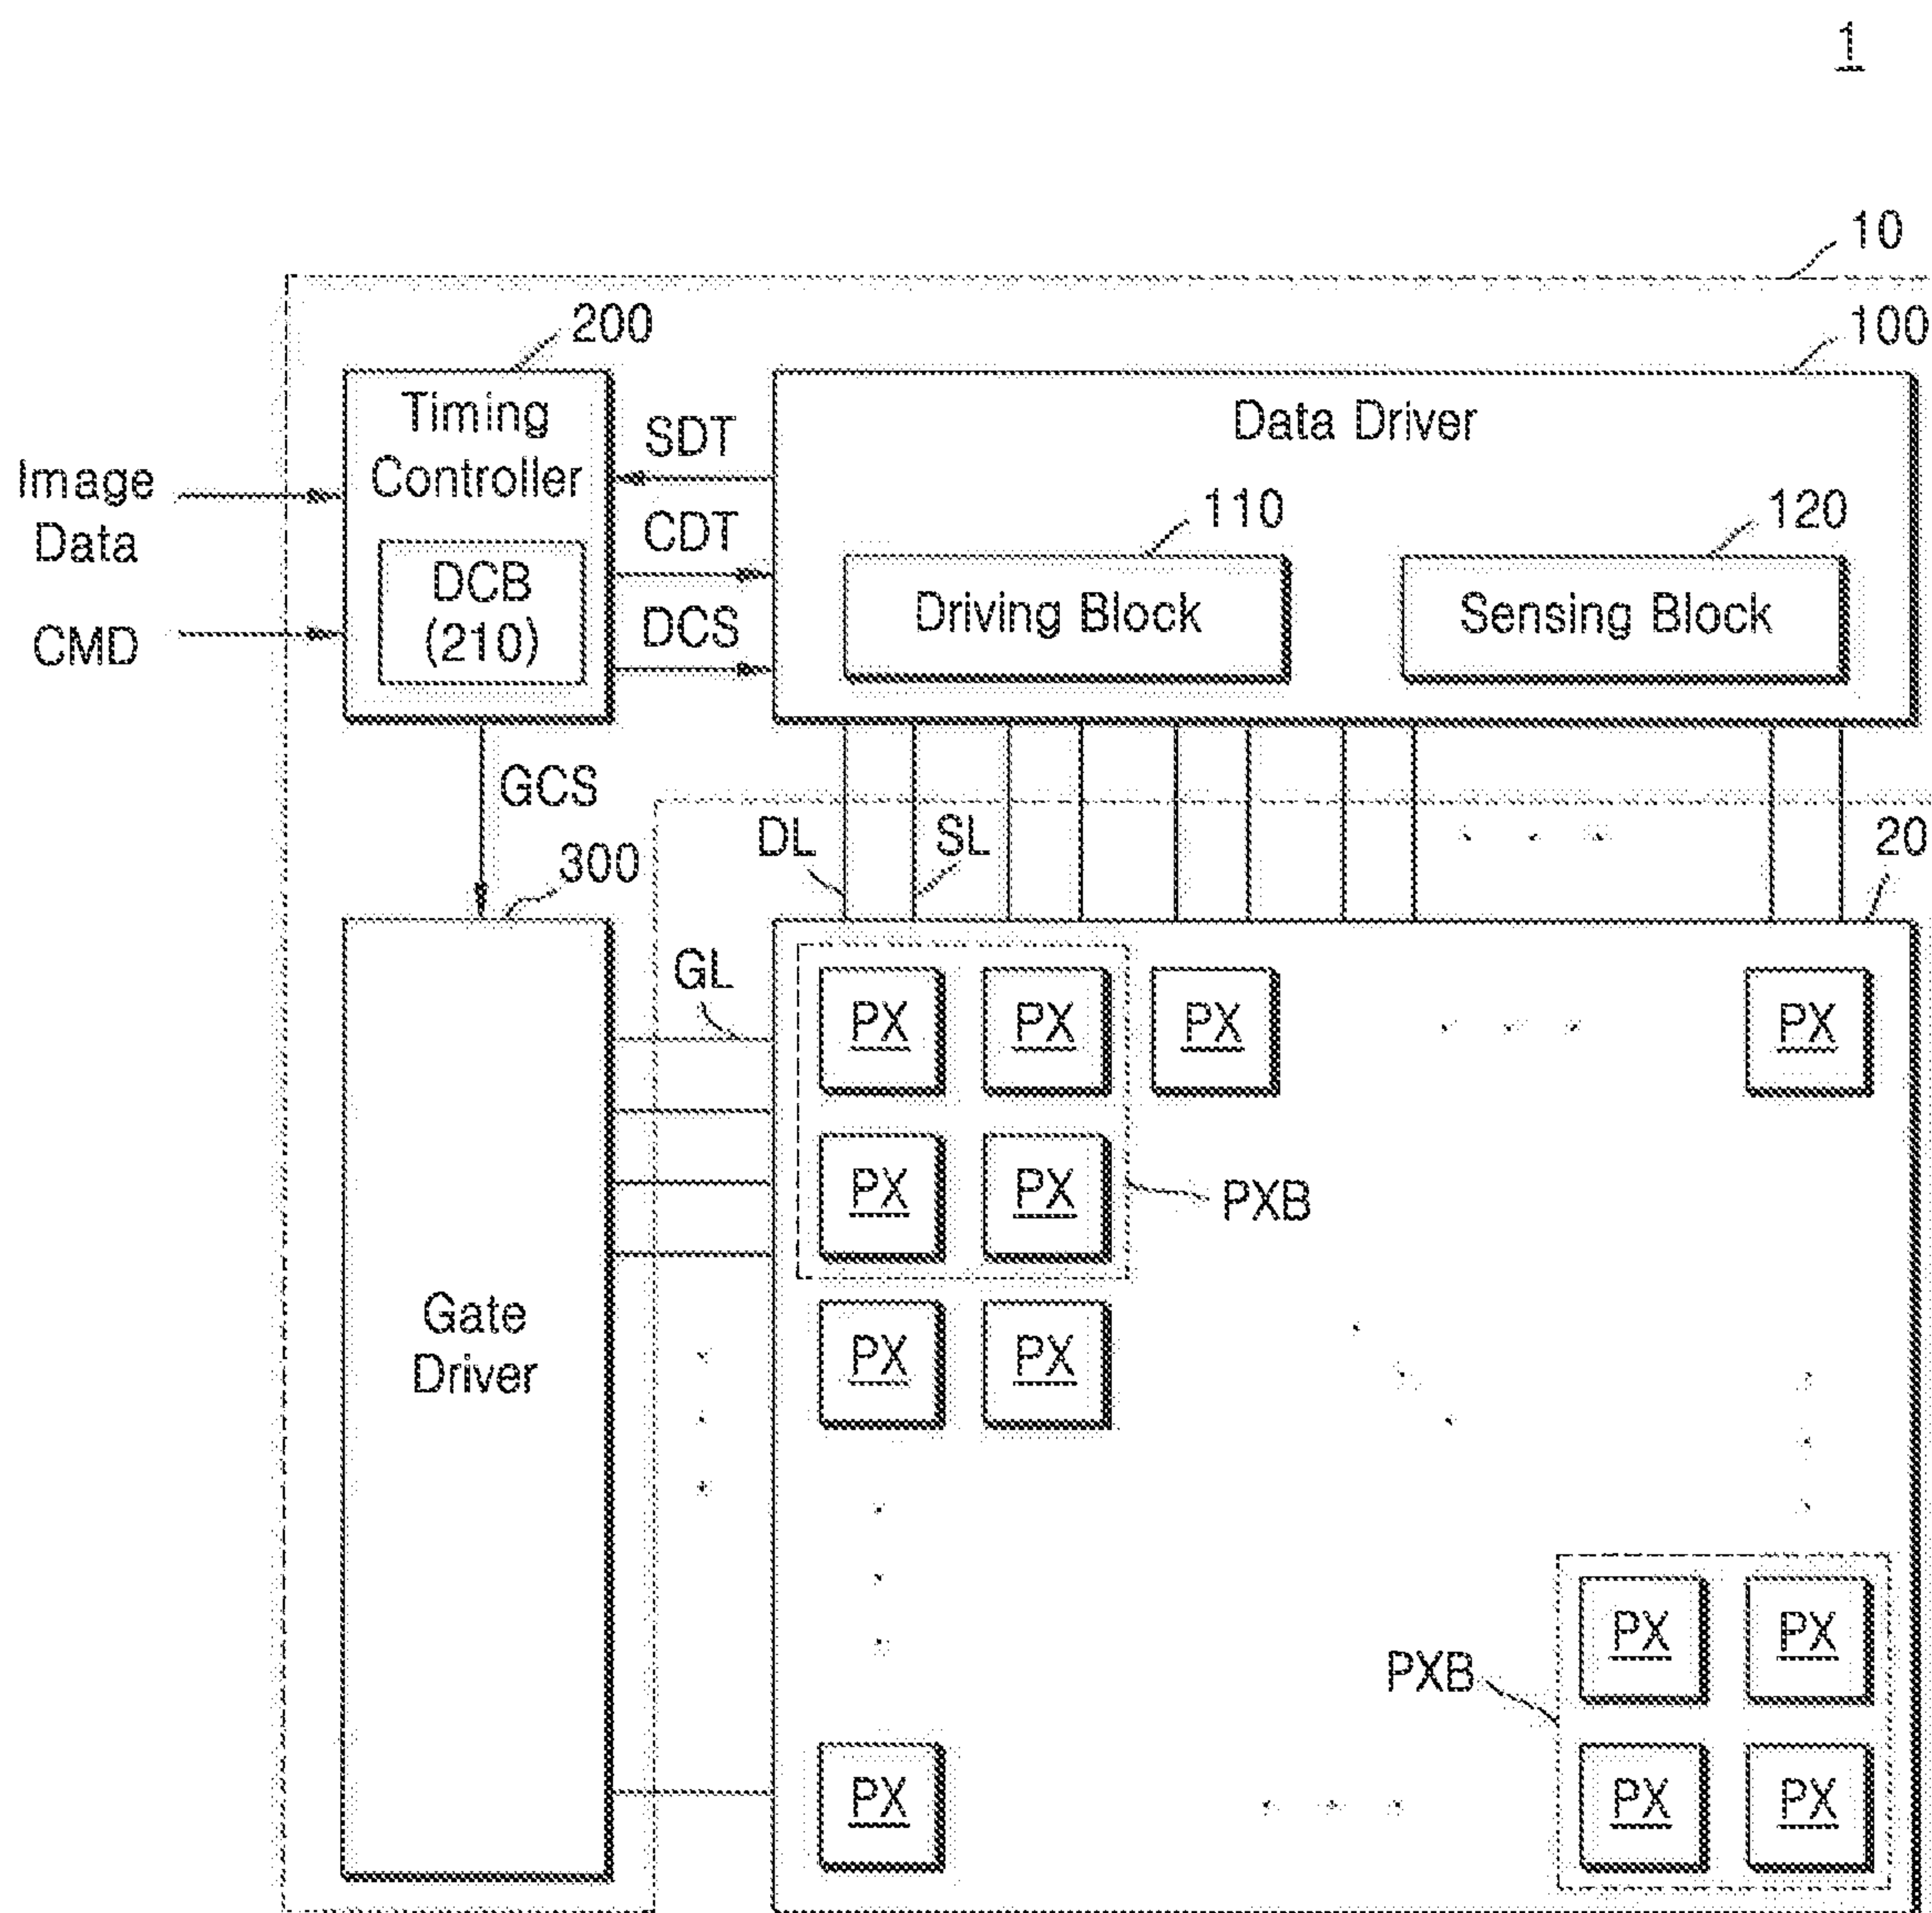 1
10
200
100
Timing
Controller
Data Driver
SDT
Image
Data
CDT
110
120
DCB
(210)
Driving Block
Sensing Block
DCS
CMD
GCS
DL
SL
20
300
GL
PX PX PX PX
PX PX
PXB
Gate
Driver
PX PX
PX PX
PXB
PX PX PX